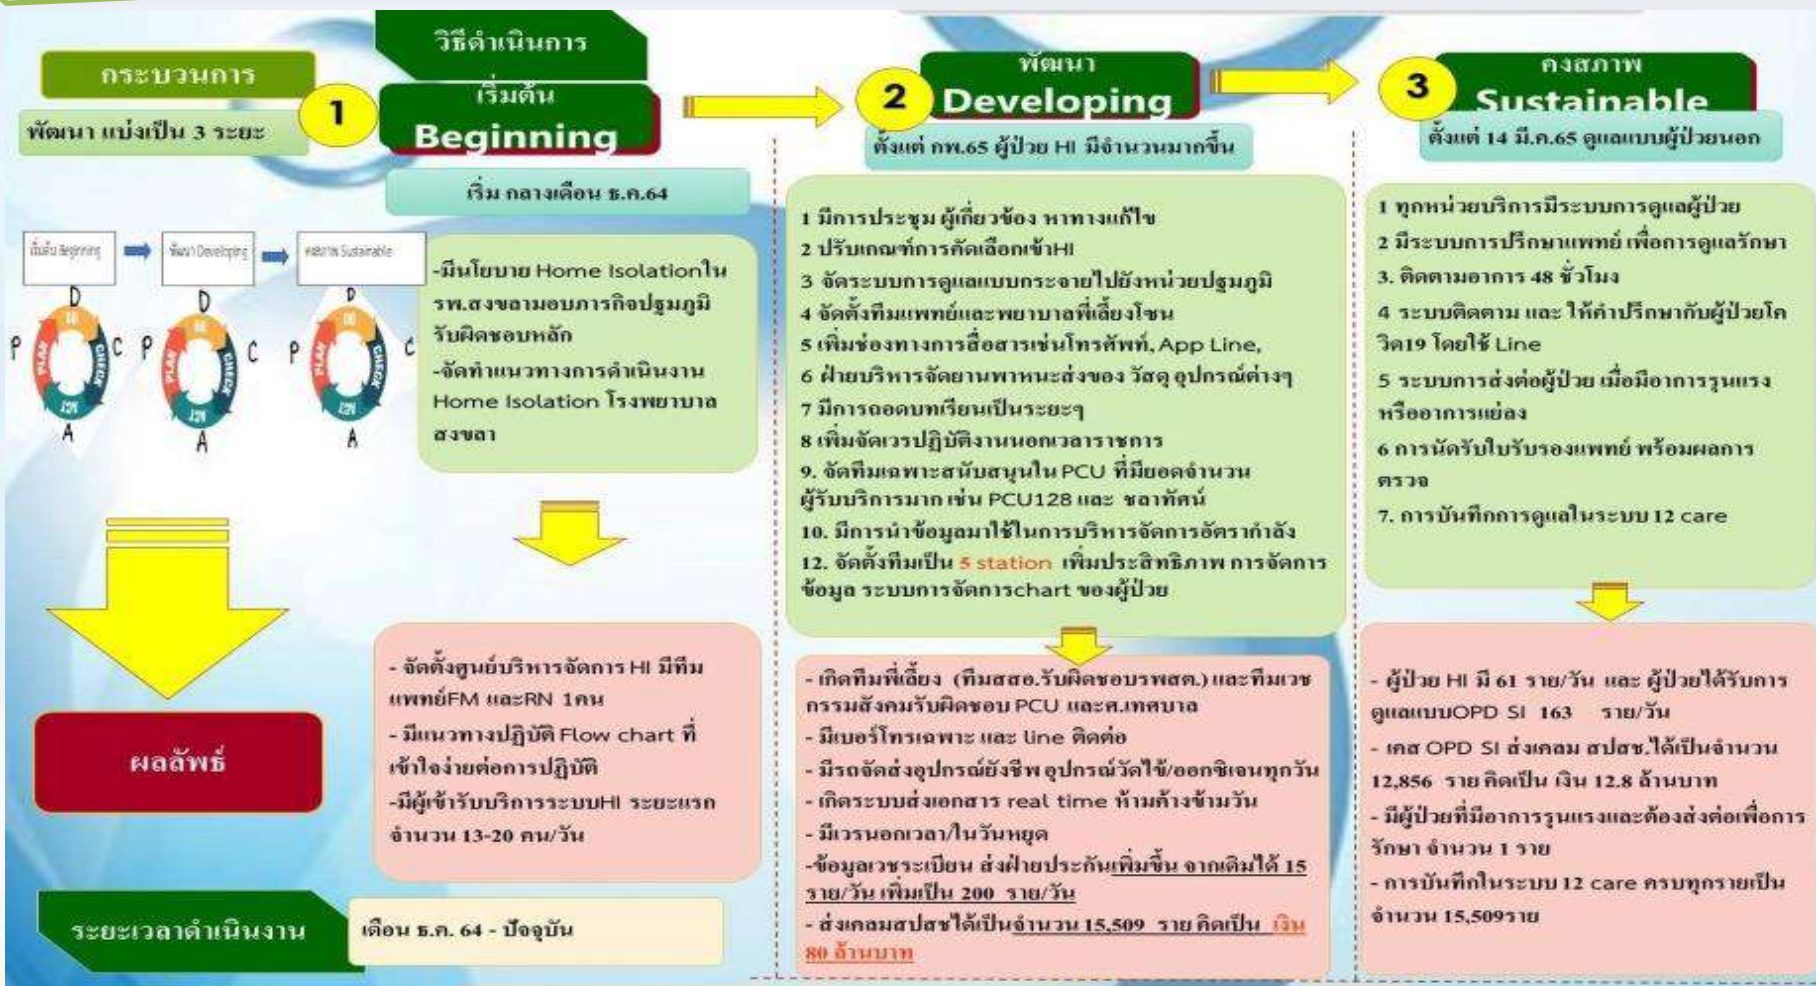 วิธีดำเนินการ
กระบวนการ
พัฒนา แบ่งเป็น 3 ระยะ
1
เริ่มต้น
Beginning
เริ่ม กลางเดือน ธ.ค.64
เริ่มต้น Beginning
พัฒนา Developing
คงสภาพ Sustainable
D
D
D
P
C
P
C
P
C
DO
DO
DO
PLAN
CHECK
PLAN
CHECK
PLAN
CHECK
ACT
ACT
ACT
A
A
A
-มีนโยบาย Home Isolationใน
รพ.สงขลามอบภารกิจปฐมภูมิ
รับผิดชอบหลัก
-จัดทำแนวทางการดำเนินงาน
Home Isolation โรงพยาบาล
สงขลา
2
พัฒนา
Developing
ตั้งแต่ กพ.65 ผู้ป่วย HI มีจำนวนมากขึ้น
1 มีการประชุม ผู้เกี่ยวข้อง หาทางแก้ไข
2 ปรับเกณฑ์การคัดเลือกเข้าHI
3 จัดระบบการดูแลแบบกระจายไปยังหน่วยปฐมภูมิ
4 จัดตั้งทีมแพทย์และพยาบาลพี่เลี้ยงโซน
5 เพิ่มช่องทางการสื่อสารเช่นโทรศัพท์, App Line,
6 ฝ่ายบริหารจัดยานพาหนะส่งของ วัสดุ อุปกรณ์ต่างๆ
7 มีการถอดบทเรียนเป็นระยะๆ
8 เพิ่มจัดเวรปฏิบัติงานนอกเวลาราชการ
9. จัดทีมเฉพาะสนับสนุนใน PCU ที่มียอดจำนวน
ผู้รับบริการมาก เช่น PCU128 และ ชลาทัศน์
10. มีการนำข้อมูลมาใช้ในการบริหารจัดการอัตรากำลัง
12. จัดตั้งทีมเป็น 5 station เพิ่มประสิทธิภาพ การจัดการ
ข้อมูล ระบบการจัดการchart ของผู้ป่วย
3
คงสภาพ
Sustainable
ตั้งแต่ 14 มี.ค.65 ดูแลแบบผู้ป่วยนอก
1 ทุกหน่วยบริการมีระบบการดูแลผู้ป่วย
2 มีระบบการปรึกษาแพทย์ เพื่อการดูแลรักษา
3. ติดตามอาการ 48 ชั่วโมง
4 ระบบติดตาม และ ให้คำปรึกษากับผู้ป่วยโค
วิด19 โดยใช้ Line
5 ระบบการส่งต่อผู้ป่วย เมื่อมีอาการรุนแรง
หรืออาการแย่ลง
6 การนัดรับใบรับรองแพทย์ พร้อมผลการ
ตรวจ
7. การบันทึกการดูแลในระบบ 12 care
ผลลัพธ์
- จัดตั้งศูนย์บริหารจัดการ HI มีทีม
แพทย์FM และRN 1คน
- มีแนวทางปฏิบัติ Flow chart ที่
เข้าใจง่ายต่อการปฏิบัติ
-มีผู้เข้ารับบริการระบบHI ระยะแรก
จำนวน 13-20 คน/วัน
- เกิดทีมพี่เลี้ยง (ทีมสสอ.รับผิดชอบรพสต.) และทีมเวช
กรรมสังคมรับผิดชอบ PCU และศ.เทศบาล
- มีเบอร์โทรเฉพาะ และ line ติดต่อ
- มีรถจัดส่งอุปกรณ์ยังชีพ อุปกรณ์วัดไข้/ออกซิเจนทุกวัน
- เกิดระบบส่งเอกสาร real time ห้ามค้างข้ามวัน
- มีเวรนอกเวลา/ในวันหยุด
-ข้อมูลเวชระเบียน ส่งฝ่ายประกันเพิ่มขึ้น จากเดิมได้ 15
ราย/วัน เพิ่มเป็น 200 ราย/วัน
- ส่งเคลมสปสชได้เป็นจำนวน 15,509 ราย คิดเป็น เงิน
80 ล้านบาท
- ผู้ป่วย HI มี 61 ราย/วัน และ ผู้ป่วยได้รับการ
ดูแลแบบOPD SI 163 ราย/วัน
- เคส OPD SI ส่งเคลม สปสช.ได้เป็นจำนวน
12,856 ราย คิดเป็น เงิน 12.8 ล้านบาท
- มีผู้ป่วยที่มีอาการรุนแรงและต้องส่งต่อเพื่อการ
รักษา จำนวน 1 ราย
- การบันทึกในระบบ 12 care ครบทุกรายเป็น
จำนวน 15,509ราย
ระยะเวลาดำเนินงาน
เดือน ธ.ค. 64 - ปัจจุบัน